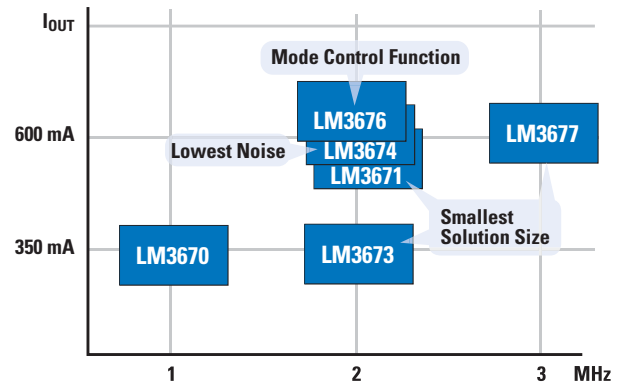 IOUT
Mode Control Function
LM3676
600 mA
LM3677
Lowest Noise
LM3674
LM3671
Smallest
Solution Size
350 mA
LM3670
LM3673
1
2
3
MHz